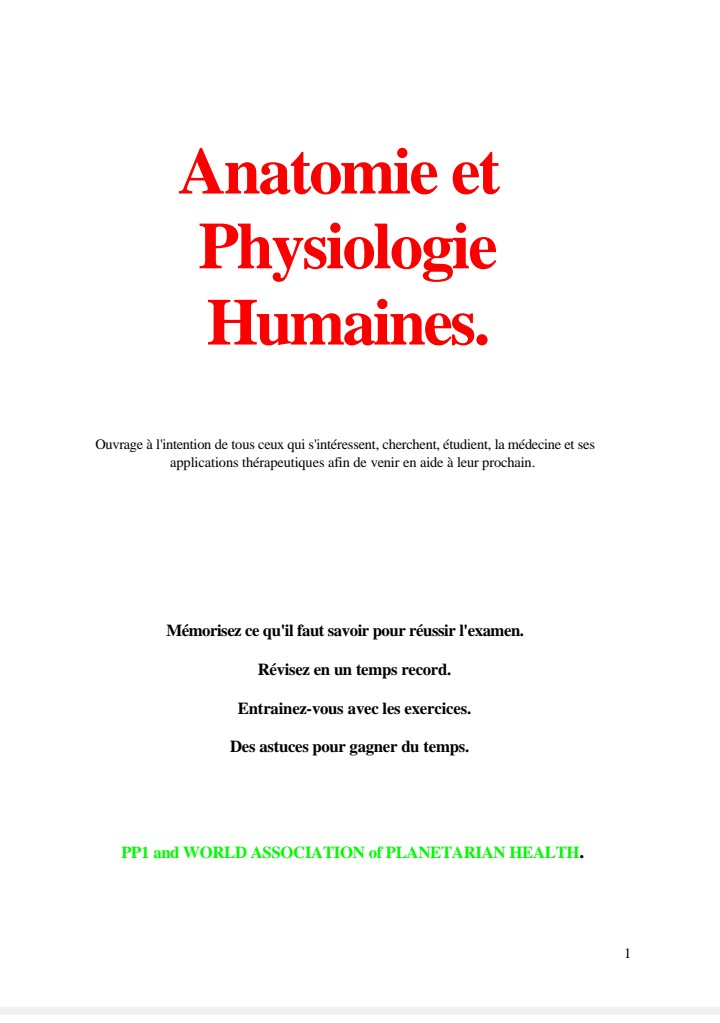 Anatomie et
Physiologie
Humaines.
Ouvrage à l'intention de tous ceux qui s'intéressent, cherchent, étudient, la médecine et ses
applications thérapeutiques afin de venir en aide à leur prochain.
Mémorisez ce qu'il faut savoir pour réussir l'examen.
Révisez en un temps record.
Entrainez-vous avec les exercices.
Des astuces pour gagner du temps.
PP1 and WORLD ASSOCIATION of PLANETARIAN HEALTH.
1